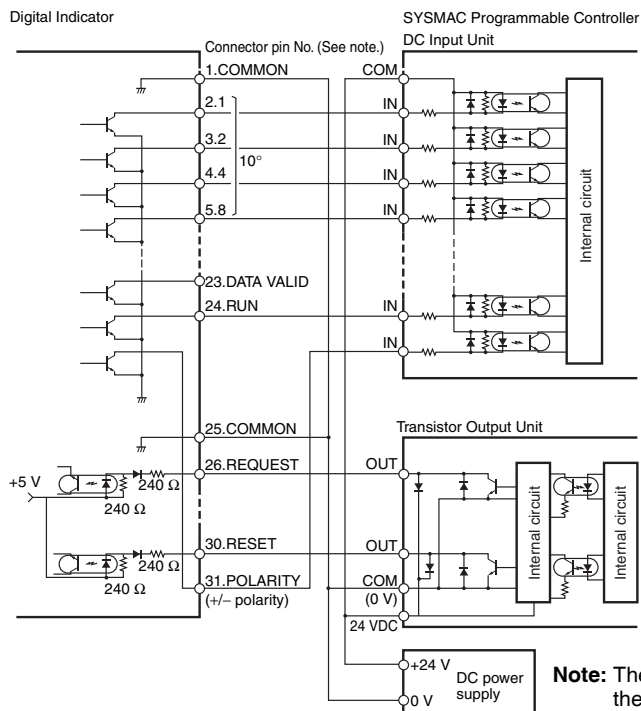 Digital Indicator
SYSMAC Programmable Controller
Connector pin No. (See note.)
DC Input Unit
1.COMMON
COM
2.1
IN
3.2
IN
10°
4.4
IN
5.8
IN
Internal circuit
23.DATA VALID
24.RUN
IN
IN
25.COMMON
Transistor Output Unit
26.REQUEST
OUT
+5 V
240 Ω
240 Ω
Internal circuit
Internal circuit
30.RESET
OUT
240 Ω
240 Ω
31.POLARITY
(+/− polarity)
COM
(0 V)
24 VDC
+24 V
DC power
supply
0 V
Note: The
the